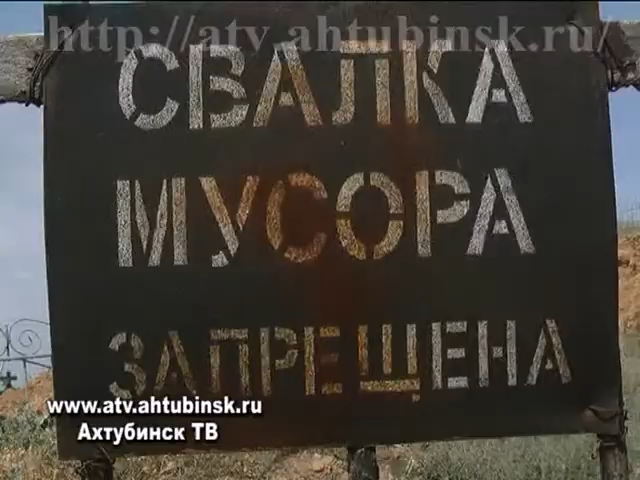 http://atv.ahtubinsk.ru/
СВАЛКА
И МУСОРА
ЗАПРЕЩЕНА
www.atv.ahtubinsk.ru
Ахтубинск ТВ